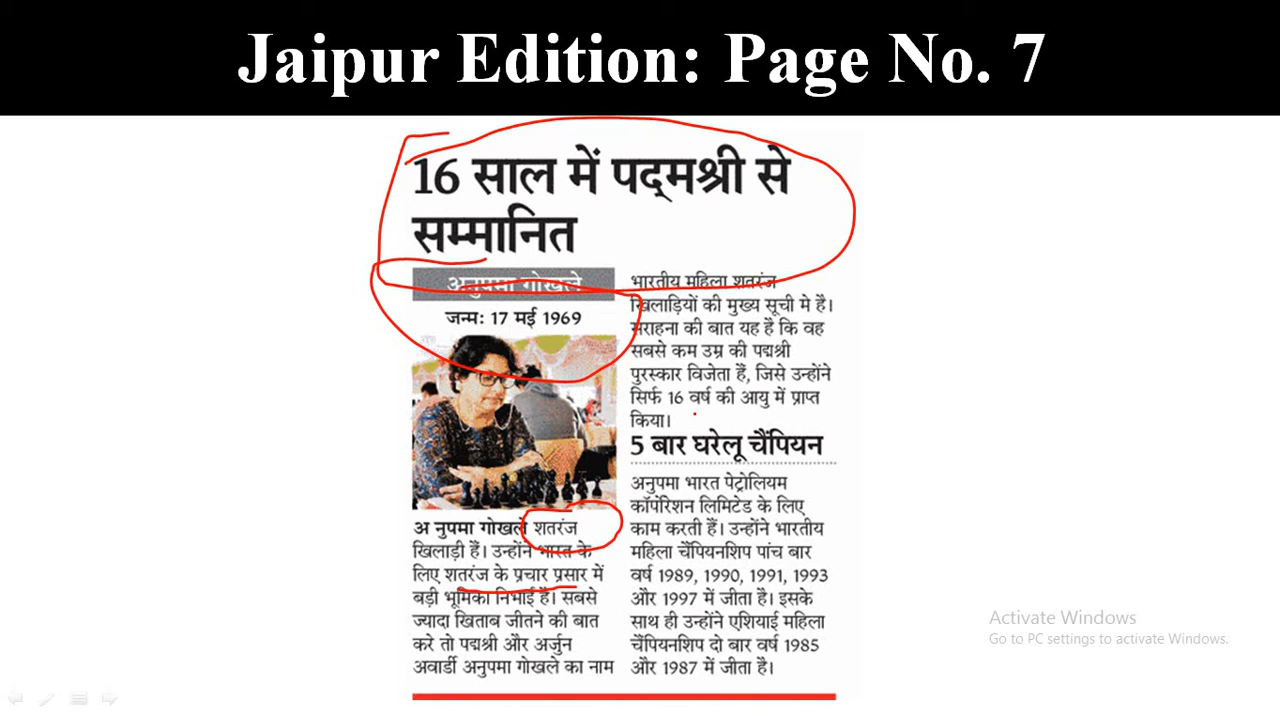 Jaipur Edition: Page No. 7
16 साल में पद्मश्री से
सम्मानित
अनुपमा गोखले
जन्म: 17 मई 1969
अ नुपमा गोखले शतरंज
खिलाड़ी हैं। उन्होंने भारत के
लिए शतरंज के प्रचार प्रसार में
बड़ी भूमिका निभाई है। सबसे
ज्यादा खिताब जीतने की बात
करे तो पद्मश्री और अर्जुन
अवार्डी अनुपमा गोखले का नाम
भारतीय महिला शतरंज
खिलाड़ियों की मुख्य सूची मे है।
सराहना की बात यह है कि वह
सबसे कम उम्र की पद्मश्री
पुरस्कार विजेता हैं, जिसे उन्होंने
सिर्फ 16 वर्ष की आयु में प्राप्त
किया।
5 बार घरेलू चैंपियन
अनुपमा भारत पेट्रोलियम
कॉर्पोरेशन लिमिटेड के लिए
काम करती हैं। उन्होंने भारतीय
महिला चैंपियनशिप पांच बार
वर्ष 1989, 1990, 1991, 1993
और 1997 में जीता है। इसके
साथ ही उन्होंने एशियाई महिला
चैंपियनशिप दो बार वर्ष 1985
और 1987 में जीता है।
Activate Windows
Go to PC settings to activate Windows.